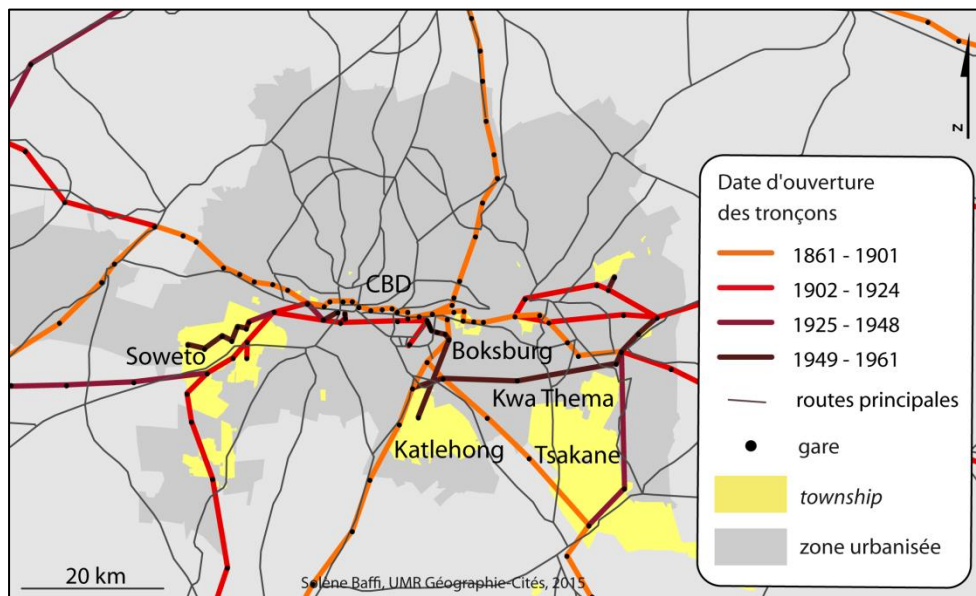 N
CBD
Soweto
Boksburg
Kwa Thema
Katlehong
Tsakane
20 km
Solène Baffi, UMR Géographie-Cités, 2015
Date d'ouverture
des tronçons
1861 - 1901
1902 - 1924
1925 - 1948
1949 - 1961
routes principales
gare
township
zone urbanisée